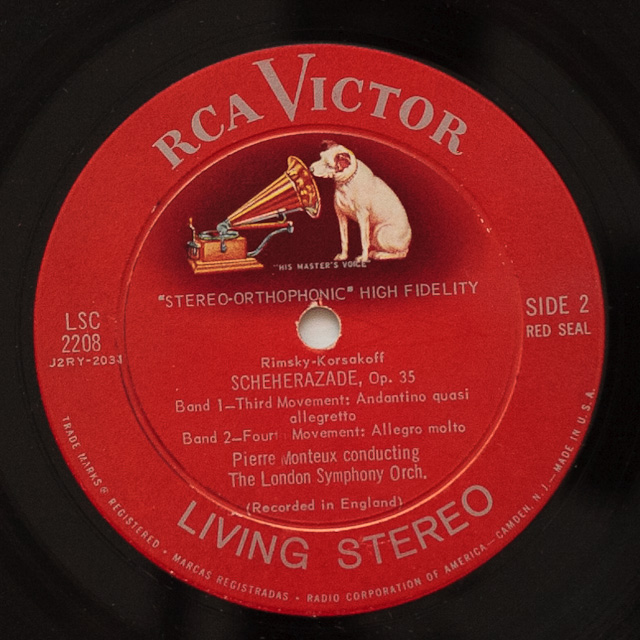 RCA VICTOR
"HIS MASTER'S VOICE"
"STEREO-ORTHOPHONIC" HIGH FIDELITY
LSC
2208
J2RY-2031
SIDE 2
RED SEAL
Rimsky-Korsakoff
SCHEHERAZADE, Op. 35
Band 1—Third Movement: Andantino quasi
allegretto
Band 2—Fourt Movement: Allegro molto
Pierre Monteux conducting
The London Symphony Orch.
(Recorded in England)
LIVING STEREO
TRADE MARKS® REGISTERED • MARCAS REGISTRADAS • RADIO CORPORATION OF AMERICA—CAMDEN, N.J.—MADE IN U.S.A.